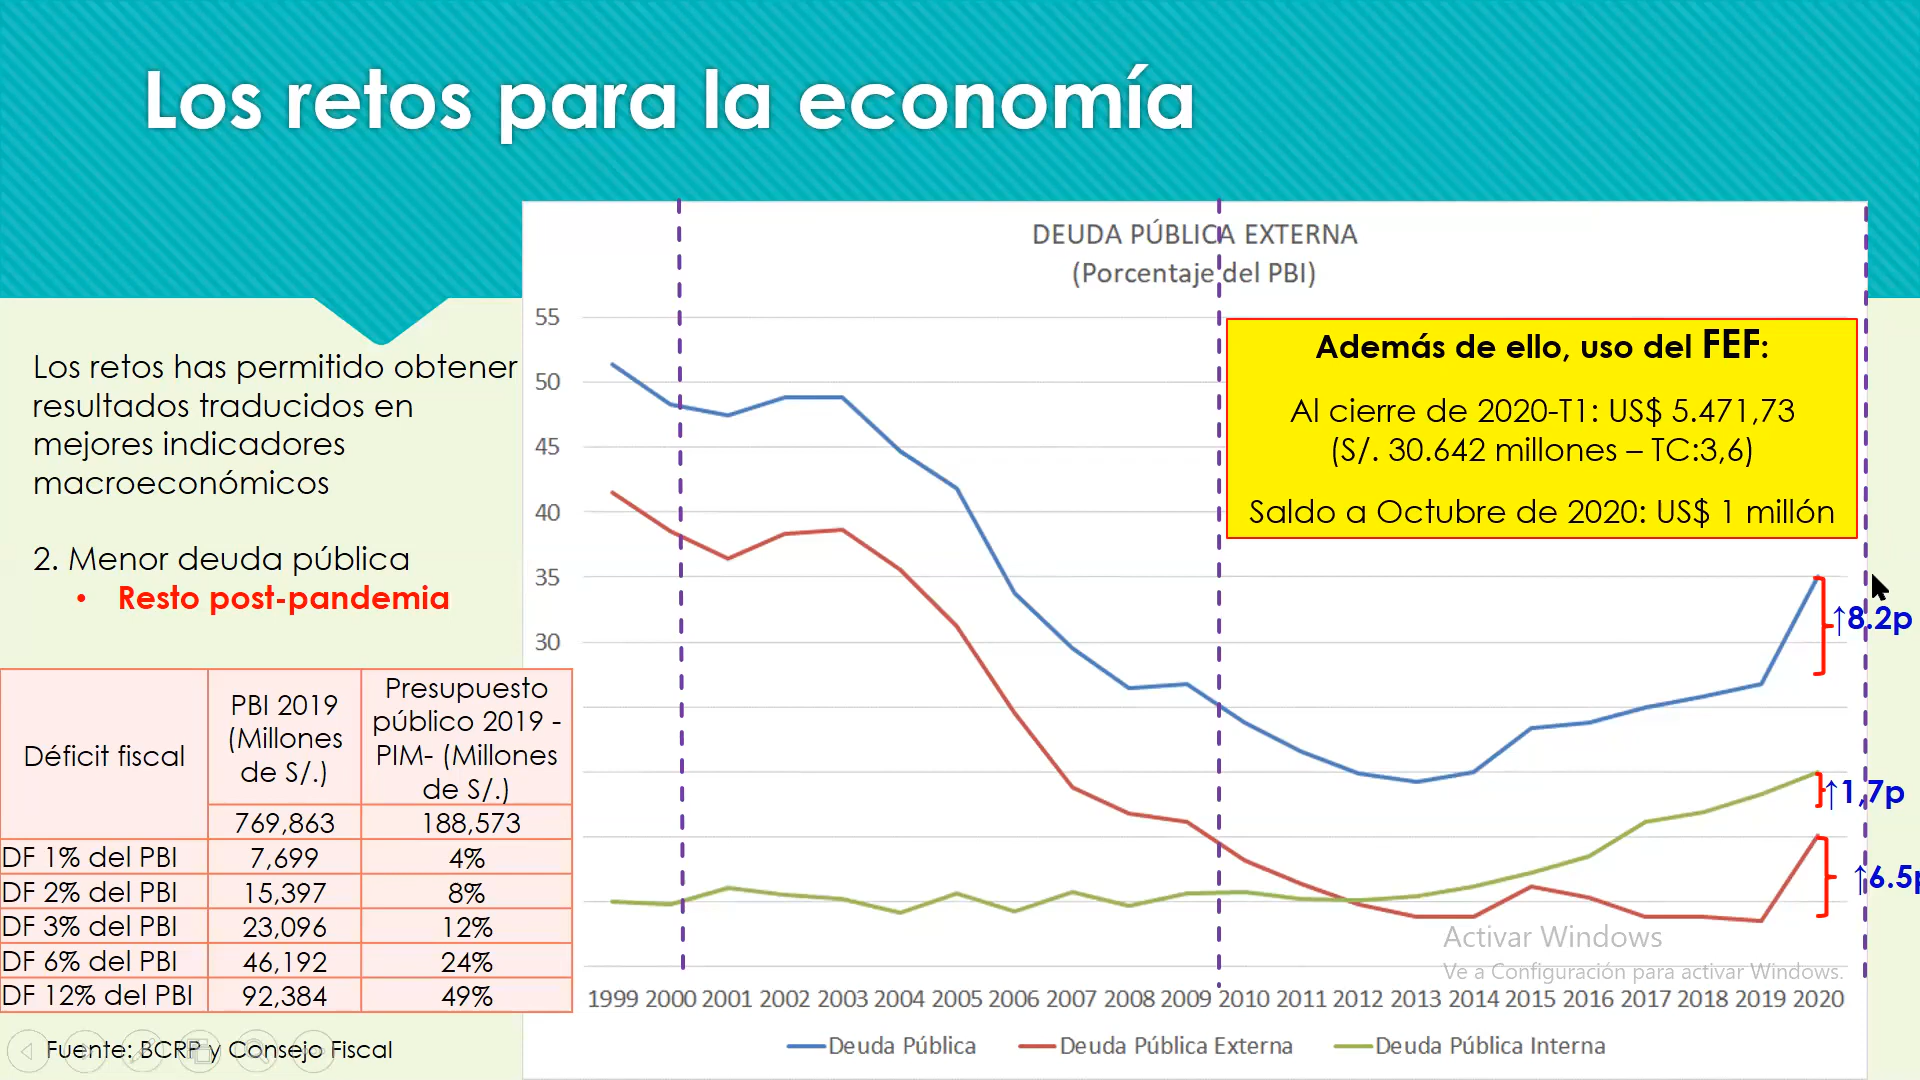 Los retos para la economía
Los retos has permitido obtener
resultados traducidos en
mejores indicadores
macroeconómicos
2. Menor deuda pública
• Resto post-pandemia
Déficit fiscal
PBI 2019
(Millones
de S/.)
Presupuesto
público 2019 -
PIM- (Millones
de S/.)
769,863 188,573
DF 1% del PBI 7,699 4%
DF 2% del PBI 15,397 8%
DF 3% del PBI 23,096 12%
DF 6% del PBI 46,192 24%
DF 12% del PBI 92,384 49%
Fuente: BCRP y Consejo Fiscal
DEUDA PÚBLICA EXTERNA
(Porcentaje del PBI)
55
50
45
40
35
30
Además de ello, uso del FEF:
Al cierre de 2020-T1: US$ 5.471,73
(S/. 30.642 millones – TC:3,6)
Saldo a Octubre de 2020: US$ 1 millón
↑8.2p
↑1,7p
↑6.5p
Activar Windows
Ve a Configuración para activar Windows.
1999 2000 2001 2002 2003 2004 2005 2006 2007 2008 2009 2010 2011 2012 2013 2014 2015 2016 2017 2018 2019 2020
Deuda Pública Deuda Pública Externa Deuda Pública Interna